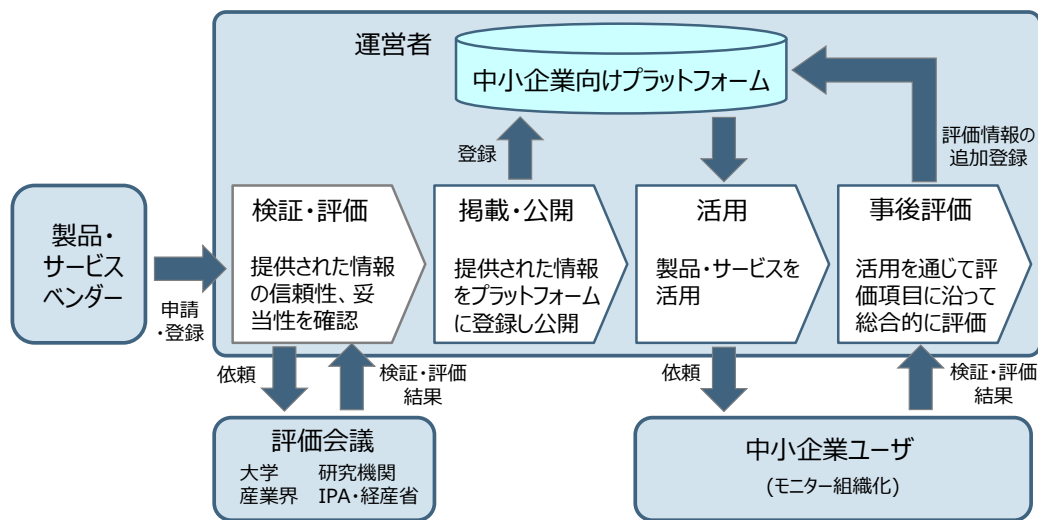 運営者
中小企業向けプラットフォーム
登録
評価情報の
追加登録
製品・
サービス
ベンダー
申請
・登録
検証・評価
提供された情報
の信頼性、妥
当性を確認
掲載・公開
提供された情報
をプラットフォーム
に登録し公開
活用
製品・サービスを
活用
事後評価
活用を通じて評
価項目に沿って
総合的に評価
依頼
検証・評価
結果
依頼
検証・評価
結果
評価会議
大学 研究機関
産業界 IPA・経産省
中小企業ユーザ
(モニター組織化)